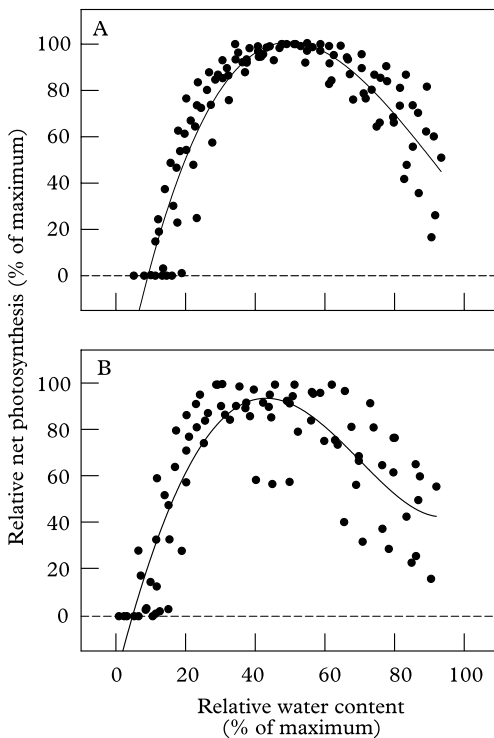 A
100
80
60
40
20
0
B
100
80
60
40
20
0
0 20 40 60 80 100
Relative net photosynthesis (% of maximum)
Relative water content
(% of maximum)